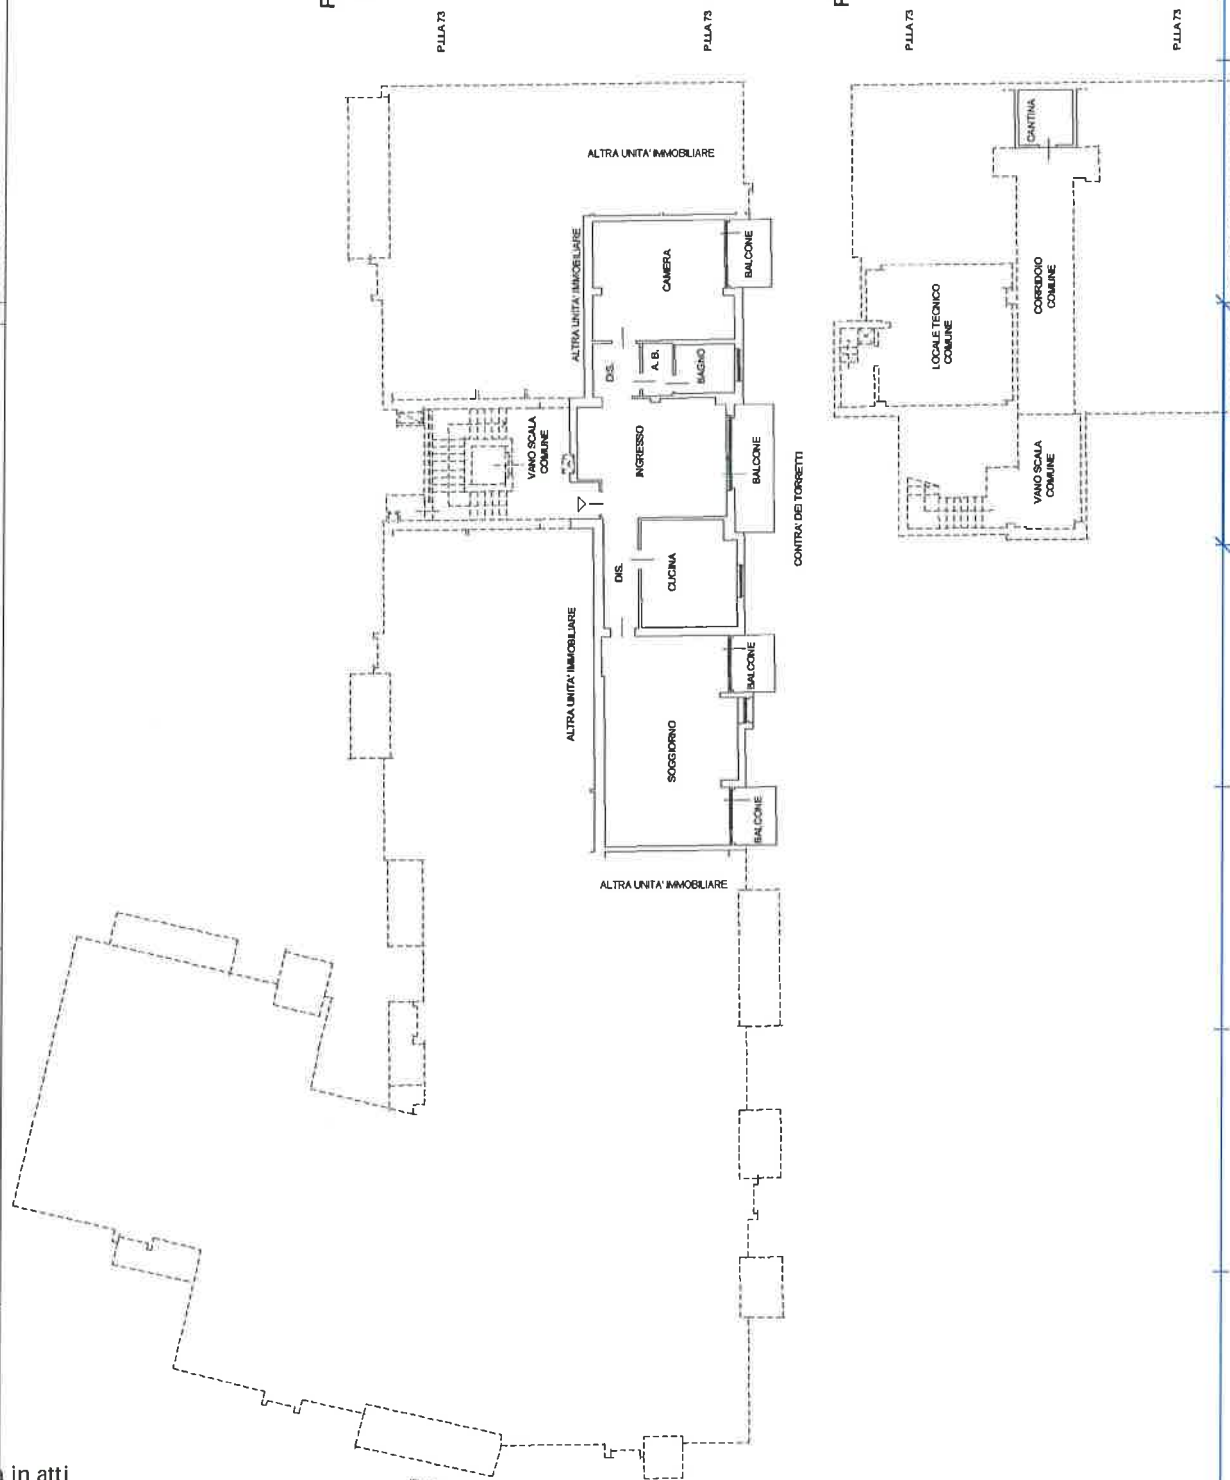 P.LLA 73
P.LLA 73
P.LLA 73
P.LLA 73
ALTRA UNITA' IMMOBILIARE
ALTRA UNITA' IMMOBILIARE
CAMERA
BALCONE
DIS.
A. B.
BAGNO
VANO SCALA
COMUNE
INGRESSO
BALCONE
CONTRA' DEI TORRETTI
DIS.
CUCINA
ALTRA UNITA' IMMOBILIARE
BALCONE
SOGGIORNO
BALCONE
ALTRA UNITA' IMMOBILIARE
CANTINA
CORRIDOIO
COMUNE
LOCALE TECNICO
COMUNE
VANO SCALA
COMUNE
in atti